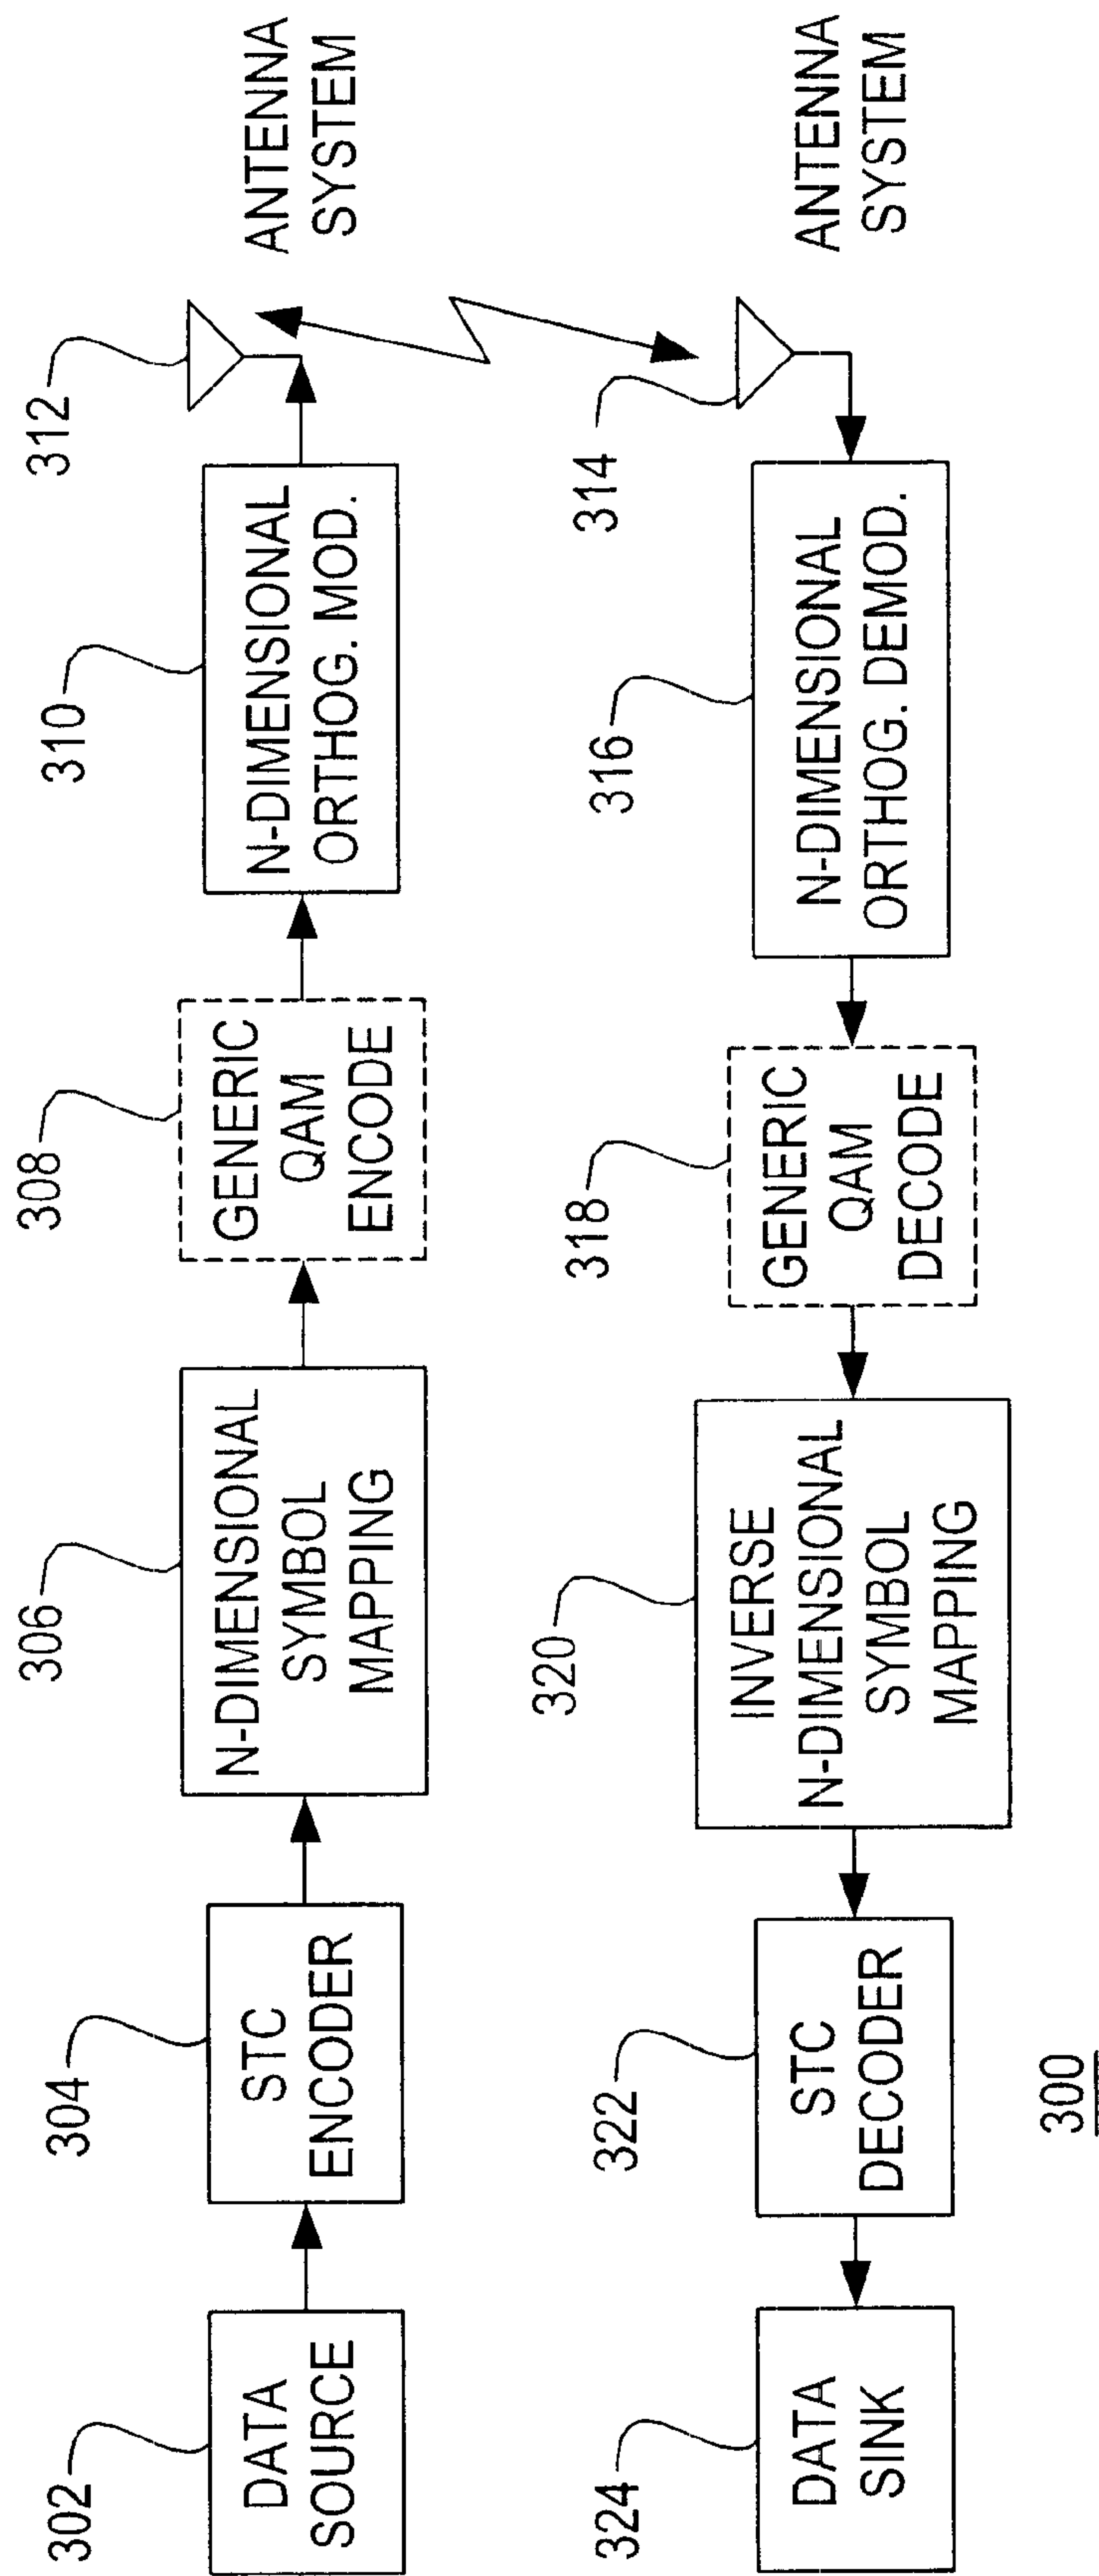 302
DATA
SOURCE
304
STC
ENCODER
306
N-DIMENSIONAL
SYMBOL
MAPPING
308
GENERIC
QAM
ENCODE
310
N-DIMENSIONAL
ORTHOG. MOD.
312
ANTENNA
SYSTEM
324
DATA
SINK
322
STC
DECODER
320
INVERSE
N-DIMENSIONAL
SYMBOL
MAPPING
318
GENERIC
QAM
DECODE
316
N-DIMENSIONAL
ORTHOG. DEMOD.
314
ANTENNA
SYSTEM
300